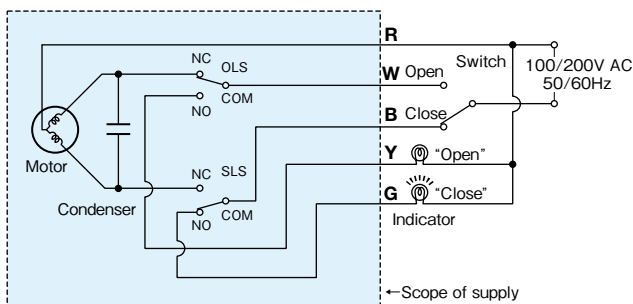 R
Switch
100/200V AC
50/60Hz
NC
OLS
W Open
NO
COM
B Close
Motor
Y “Open”
NC
SLS
Condenser
G “Close”
NO
COM
Indicator
←Scope of supply